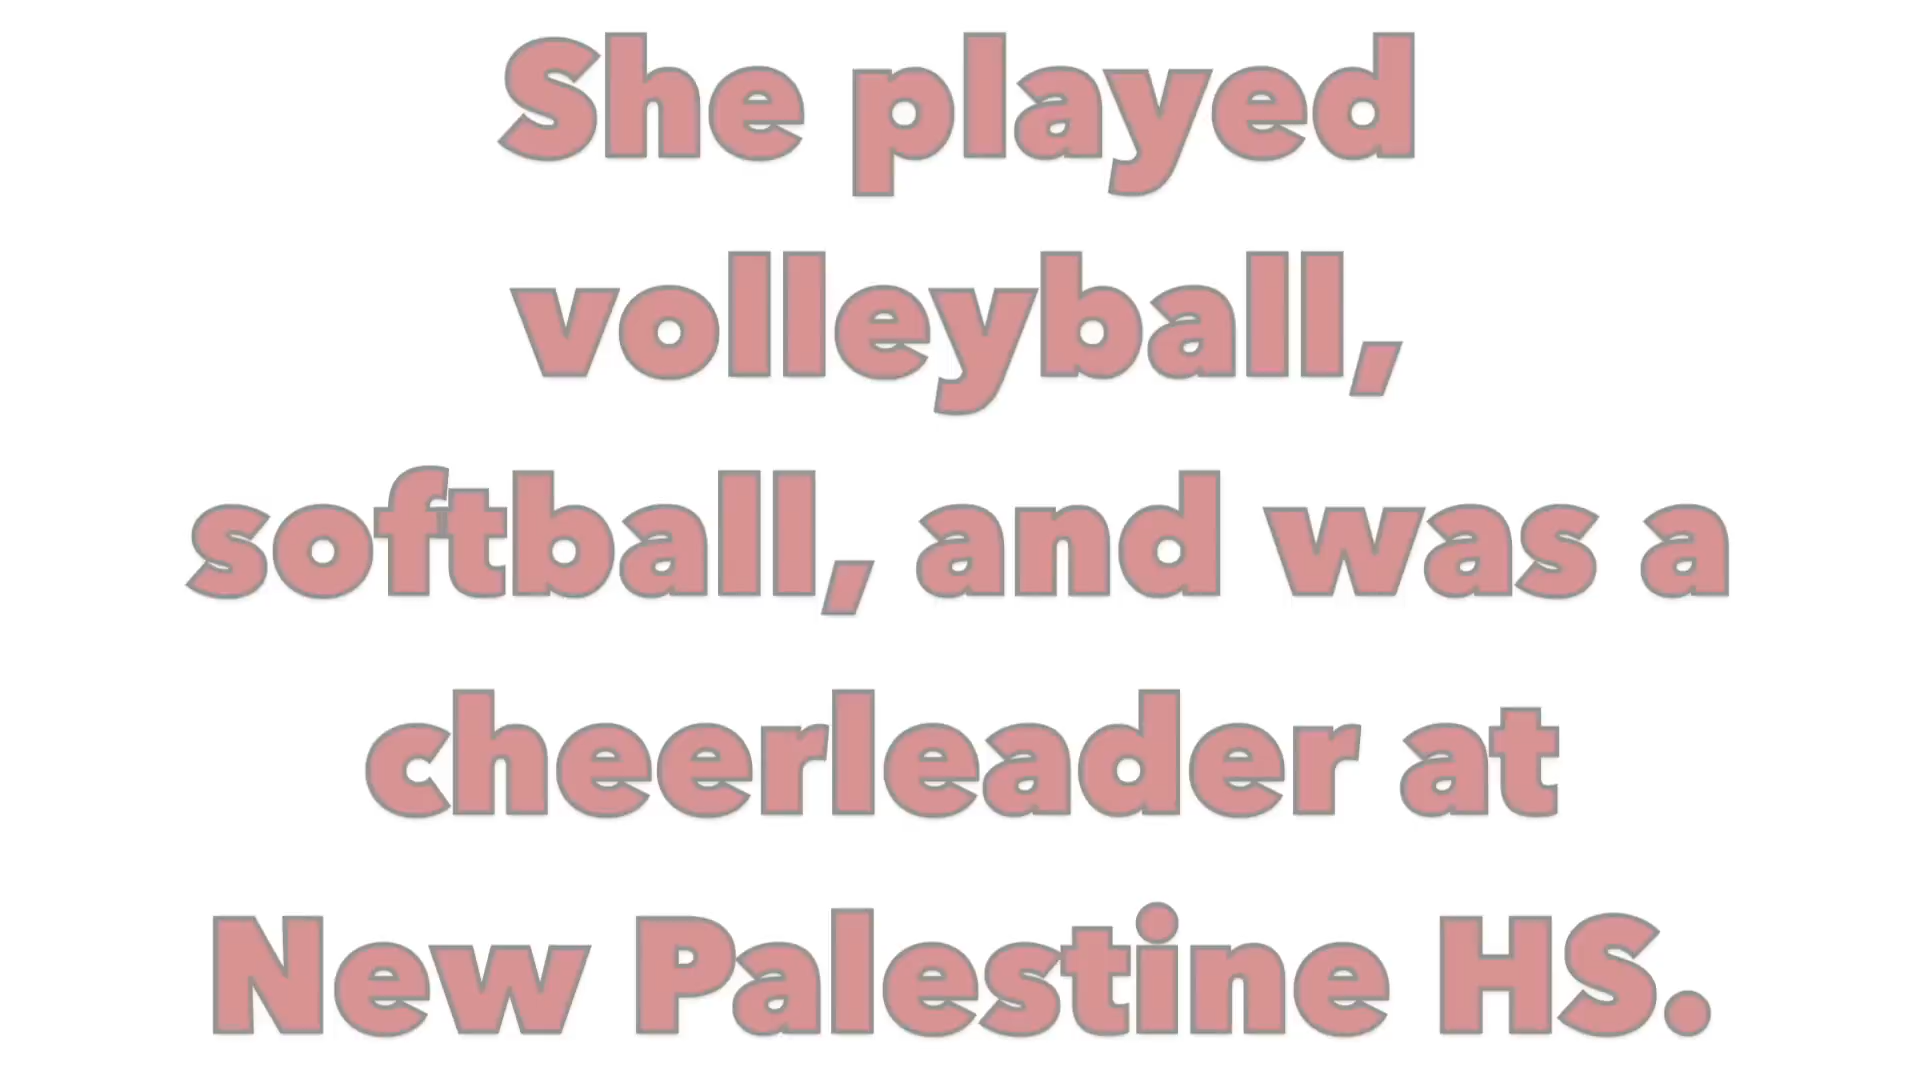 She played
volleyball,
softball, and was a
cheerleader at
New Palestine HS.